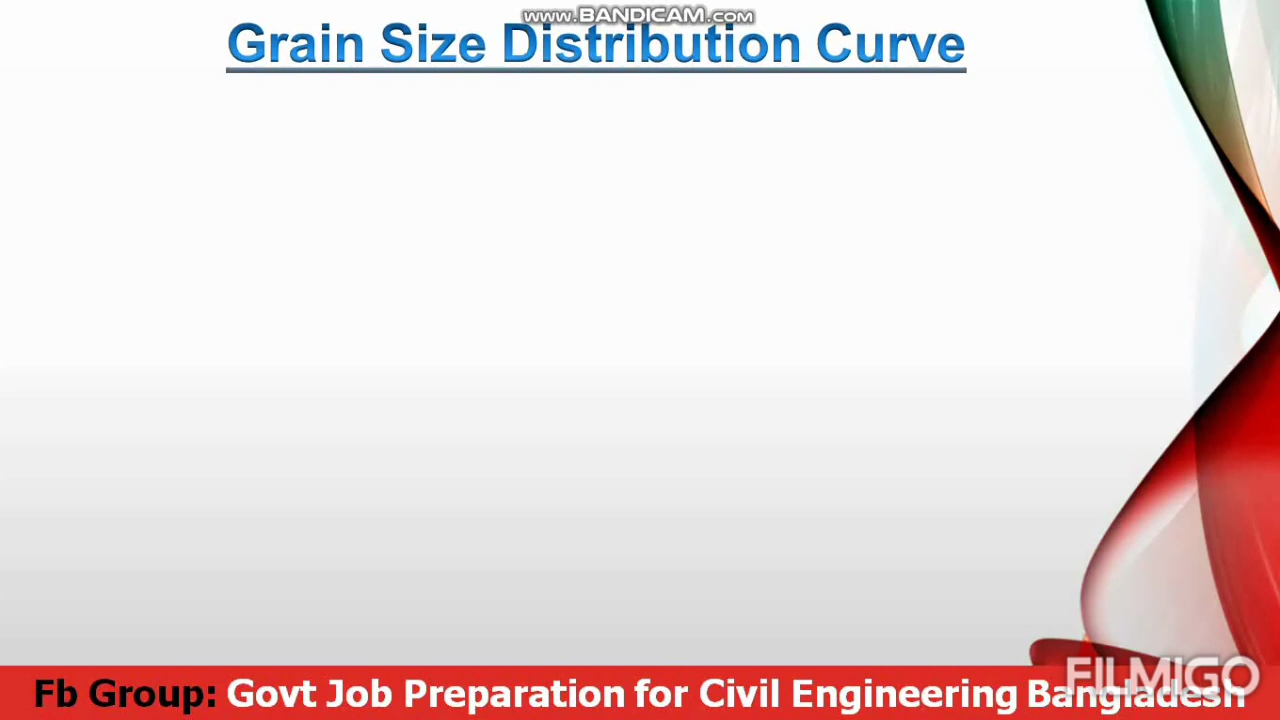 www.BANDICAM.com
Grain Size Distribution Curve
Fb Group: Govt Job Preparation for Civil Engineering Bangladesh
FILMIGO